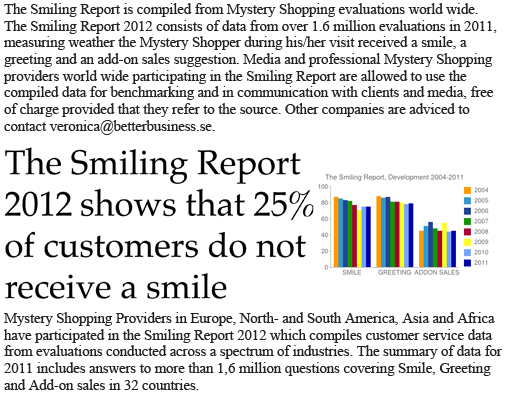 The Smiling Report is compiled from Mystery Shopping evaluations world wide.
The Smiling Report 2012 consists of data from over 1.6 million evaluations in 2011,
measuring weather the Mystery Shopper during his/her visit received a smile, a
greeting and an add-on sales suggestion. Media and professional Mystery Shopping
providers world wide participating in the Smiling Report are allowed to use the
compiled data for benchmarking and in communication with clients and media, free
of charge provided that they refer to the source. Other companies are adviced to
contact veronica@betterbusiness.se.
The Smiling Report
2012 shows that 25%
of customers do not
receive a smile
The Smiling Report, Development 2004-2011
100
80
60
40
20
0
SMILE GREETING ADDON SALES
2004
2005
2006
2007
2008
2009
2010
2011
Mystery Shopping Providers in Europe, North- and South America, Asia and Africa
have participated in the Smiling Report 2012 which compiles customer service data
from evaluations conducted across a spectrum of industries. The summary of data for
2011 includes answers to more than 1,6 million questions covering Smile, Greeting
and Add-on sales in 32 countries.